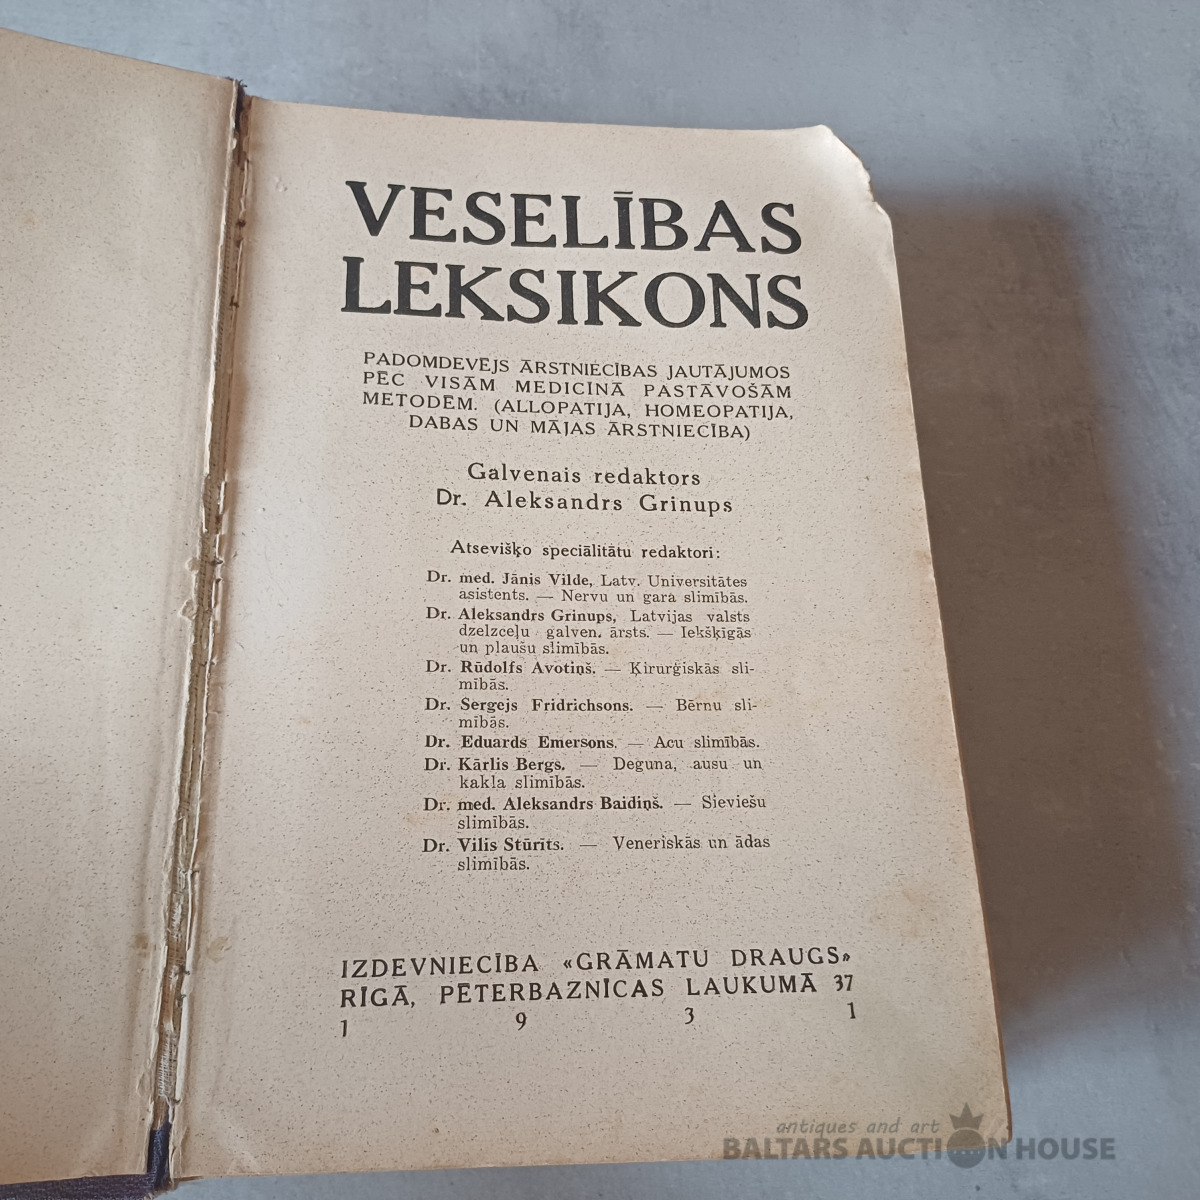 VESELĪBAS
LEKSIKONS
PADOMDEVĒJS ĀRSTNIECĪBAS JAUTĀJUMOS
PĒC VISĀM MEDICĪNĀ PASTĀVOŠĀM
METODĒM. (ALLOPATIJA, HOMEOPATIJA,
DABAS UN MĀJAS ĀRSTNIECĪBA)
Galvenais redaktors
Dr. Aleksandrs Grinups
Atsevišķo speciālitātu redaktori:
Dr. med. Jānis Vilde, Latv. Universitātes
asistents. — Nervu un gara slimībās.
Dr. Aleksandrs Grinups, Latvijas valsts
dzelzceļu galven. ārsts. — Iekšķīgās
un plaušu slimībās.
Dr. Rūdolfs Avotiņš. — Ķirurģiskās sli-
mībās.
Dr. Sergejs Fridrichsons. — Bērnu sli-
mībās.
Dr. Eduards Emersons. — Acu slimībās.
Dr. Kārlis Bergs. — Deguna, ausu un
kakla slimībās.
Dr. med. Aleksandrs Baidiņš. — Sieviešu
slimībās.
Dr. Vilis Stūrīts. — Veneriskās un ādas
slimībās.
IZDEVNIECĪBA «GRĀMATU DRAUGS»
RĪGĀ, PĒTERBAZNĪCAS LAUKUMĀ 37
1 9 3 1
antiques and art
BALTARS AUCTION HOUSE